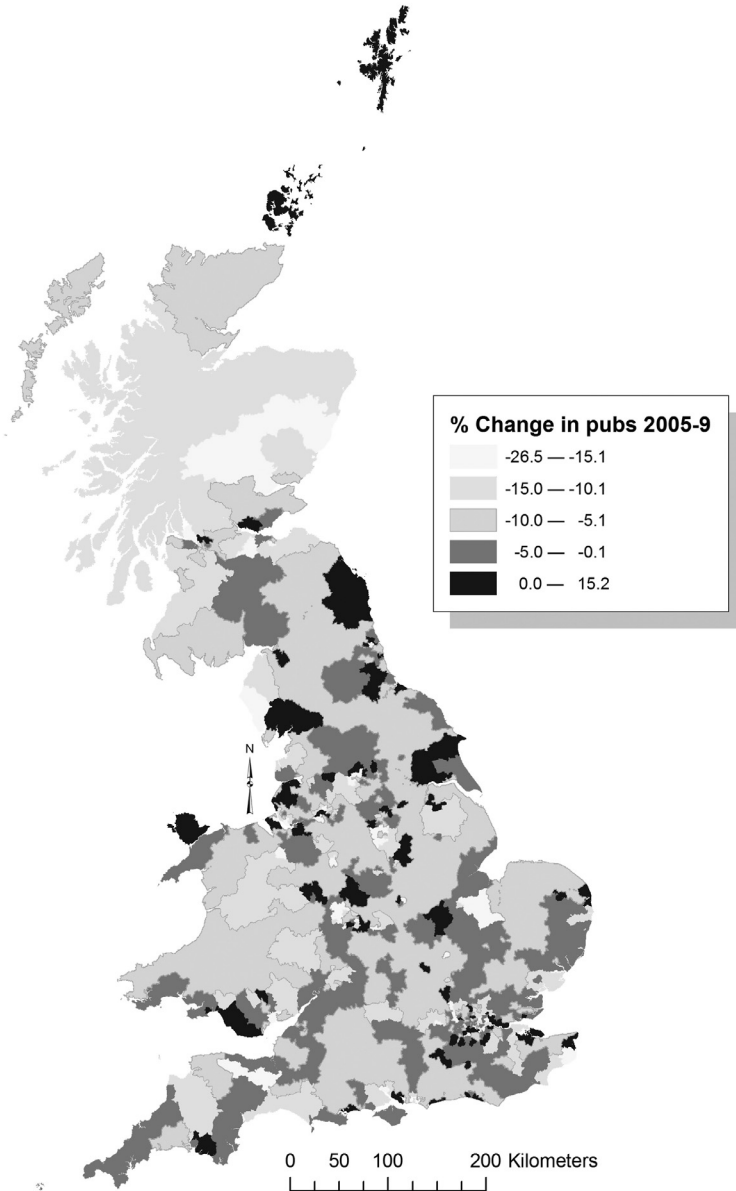 % Change in pubs 2005-9
-26.5 — -15.1
-15.0 — -10.1
-10.0 — -5.1
-5.0 — -0.1
0.0 — 15.2
N
0 50 100 200 Kilometers